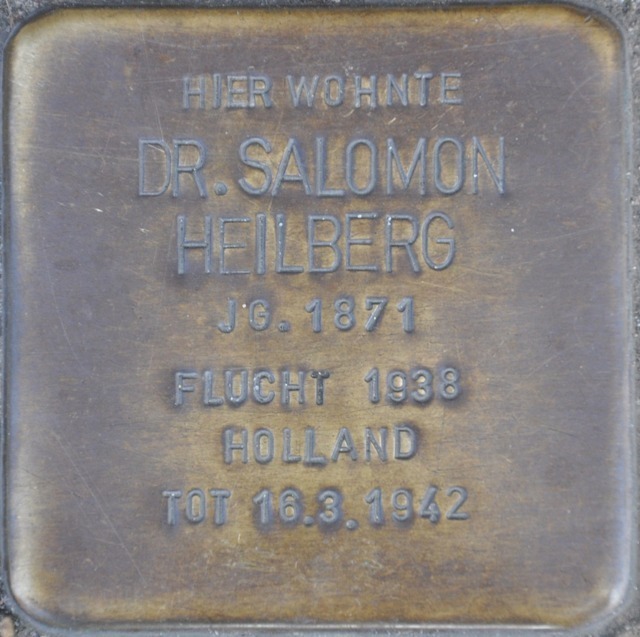 HIER WOHNTE
DR. SALOMON
HEILBERG
JG. 1871
FLUCHT 1938
HOLLAND
TOT 16.3.1942